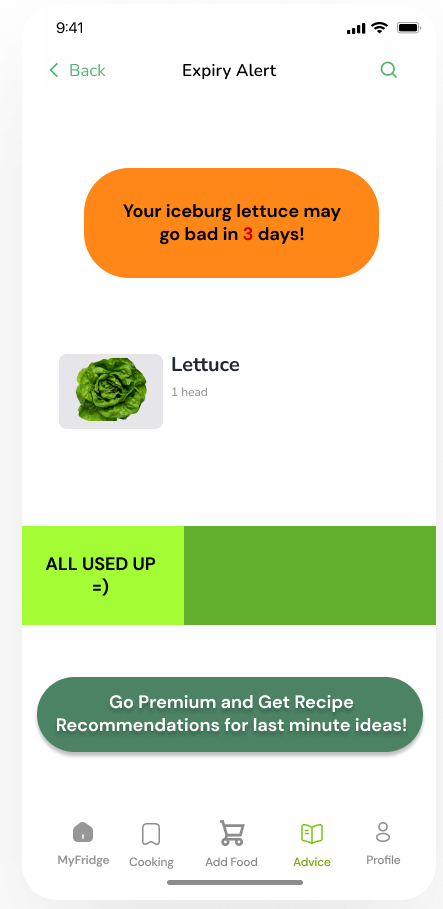 9:41
Back
Expiry Alert
Your iceburg lettuce may
go bad in 3 days!
Lettuce
1 head
ALL USED UP
=)
Go Premium and Get Recipe
Recommendations for last minute ideas!
MyFridge
Cooking
Add Food
Advice
Profile